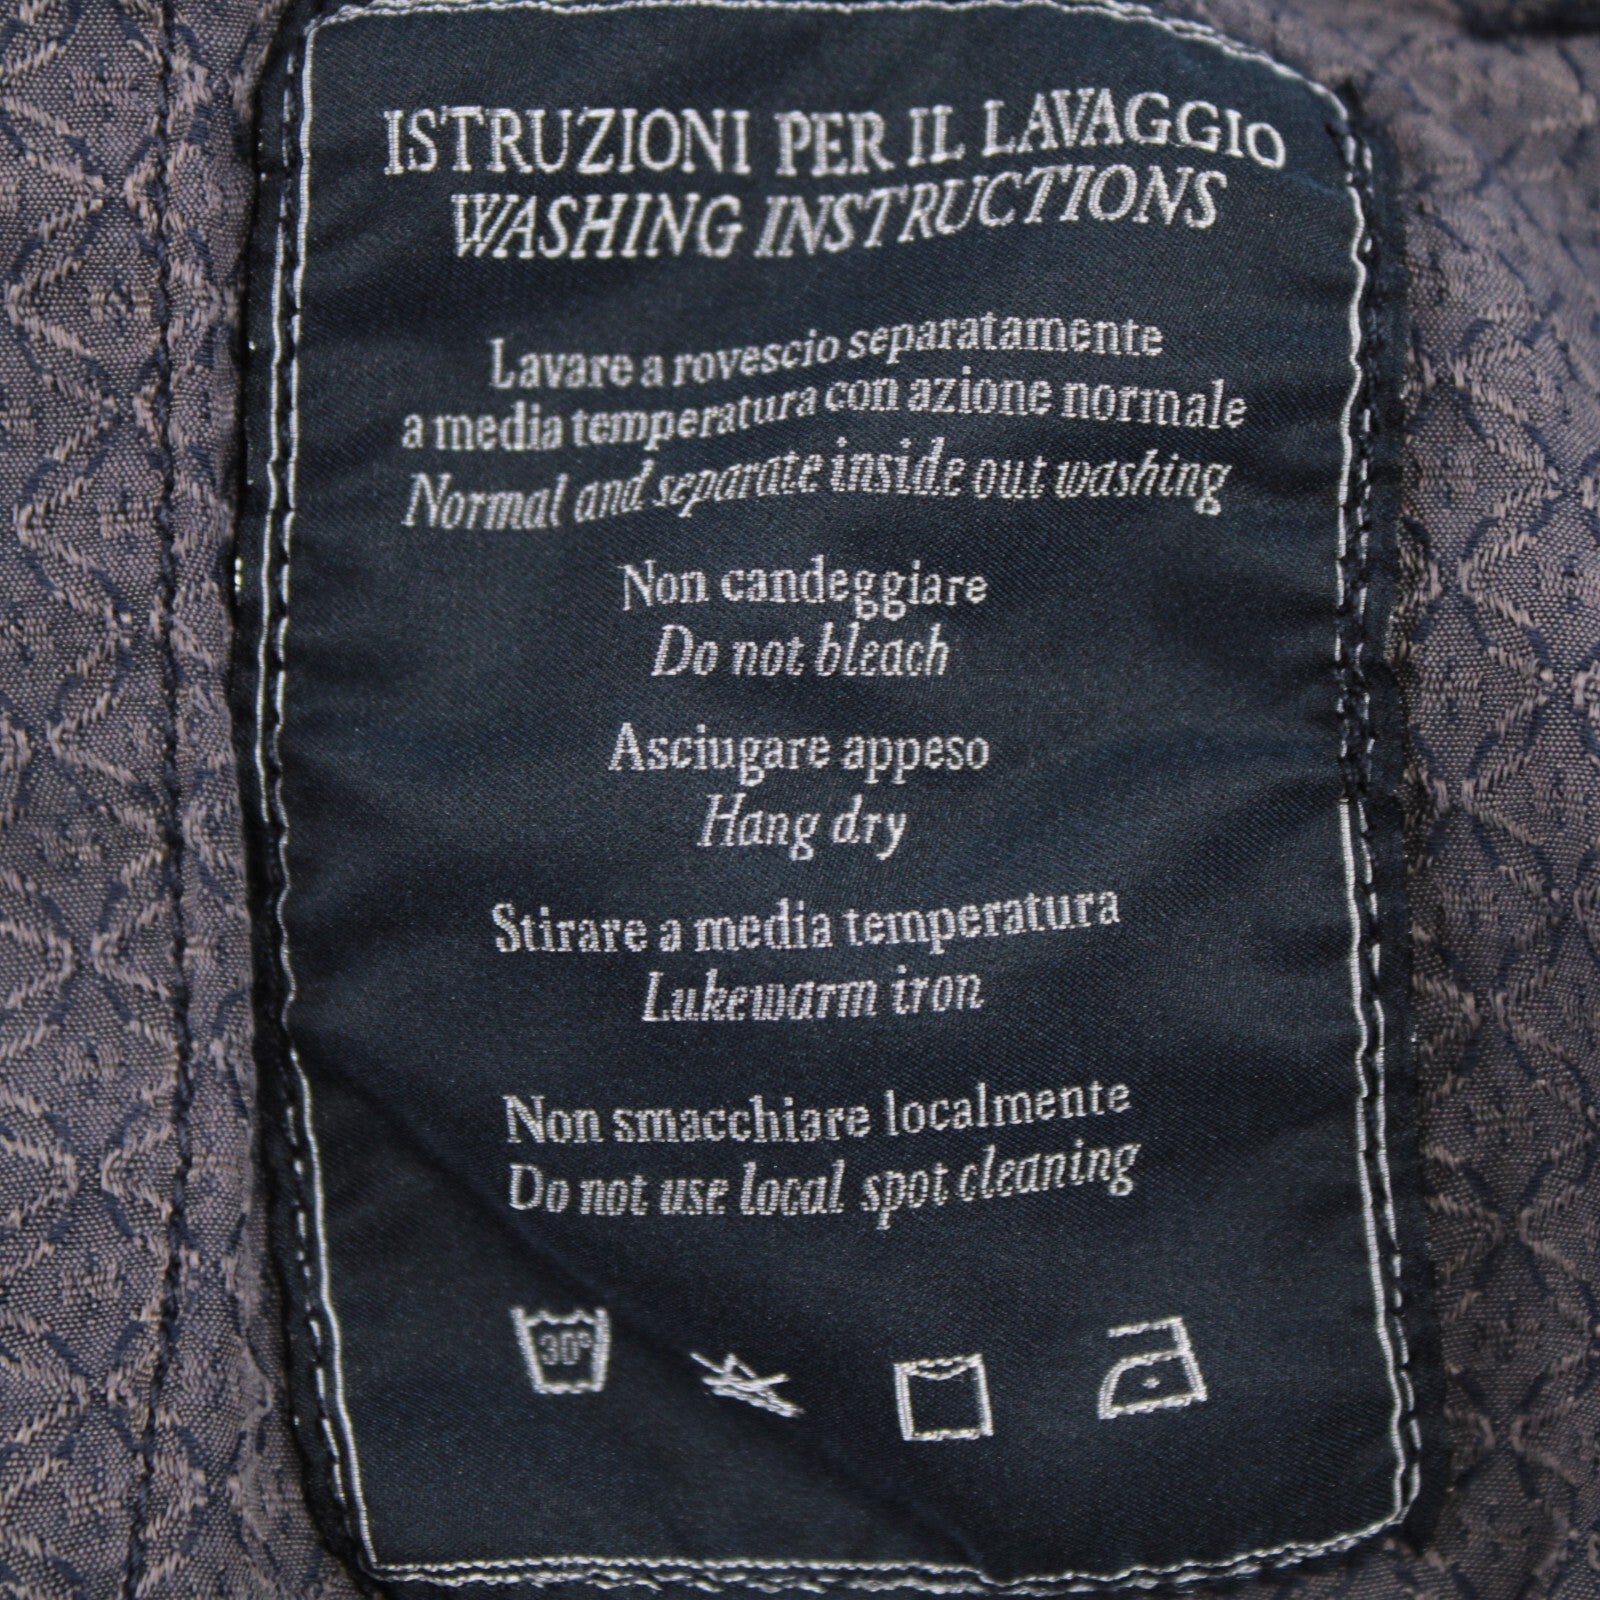 ISTRUZIONI PER IL LAVAGGIO
WASHING INSTRUCTIONS
Lavare a rovescio separatamente
a media temperatura con azione normale
Normal and separate inside out washing
Non candeggiare
Do not bleach
Asciugare appeso
Hang dry
Stirare a media temperatura
Lukewarm iron
Non smacchiare localmente
Do not use local spot cleaning
30°